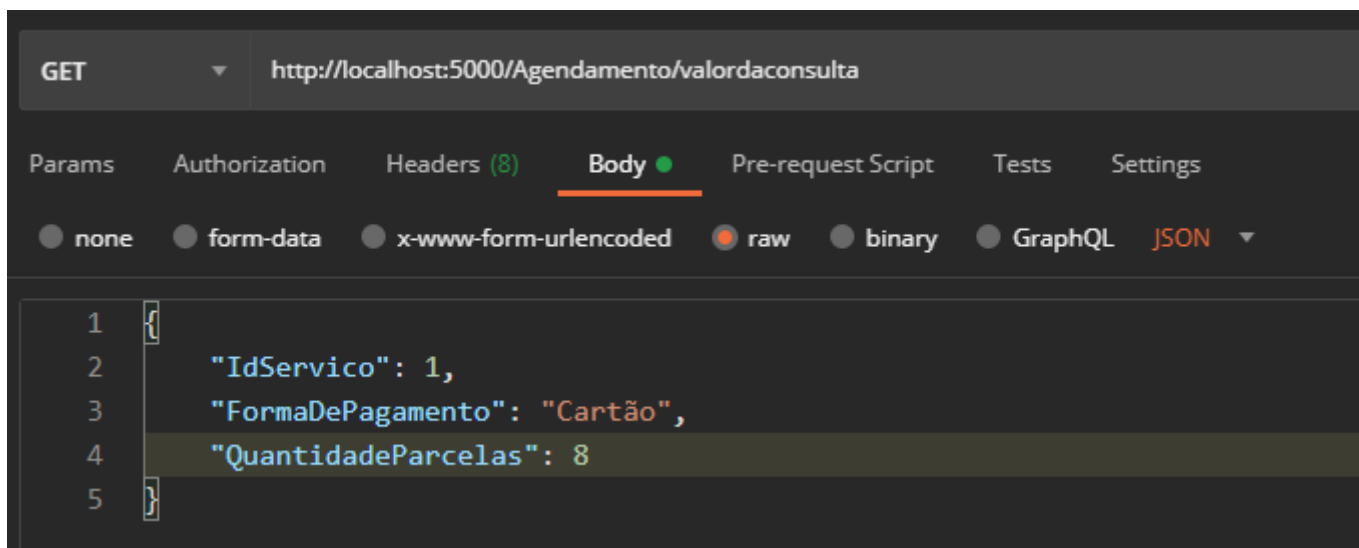 GET http://localhost:5000/Agendamento/valordaconsulta
Params Authorization Headers (8) Body Pre-request Script Tests Settings
none form-data x-www-form-urlencoded raw binary GraphQL JSON
1 {
2 "IdServico": 1,
3 "FormaDePagamento": "Cartão",
4 "QuantidadeParcelas": 8
5 }